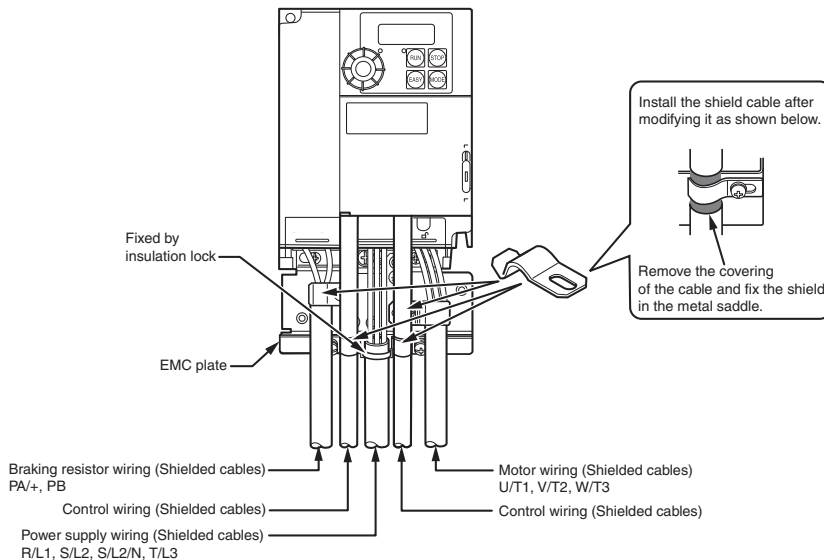 RUN
STOP
EASY
MODE
Install the shield cable after
modifying it as shown below.
Fixed by
insulation lock
Remove the covering
of the cable and fix the shield
in the metal saddle.
EMC plate
Braking resistor wiring (Shielded cables)
PA/+, PB
Control wiring (Shielded cables)
Power supply wiring (Shielded cables)
R/L1, S/L2, S/L2/N, T/L3
Motor wiring (Shielded cables)
U/T1, V/T2, W/T3
Control wiring (Shielded cables)